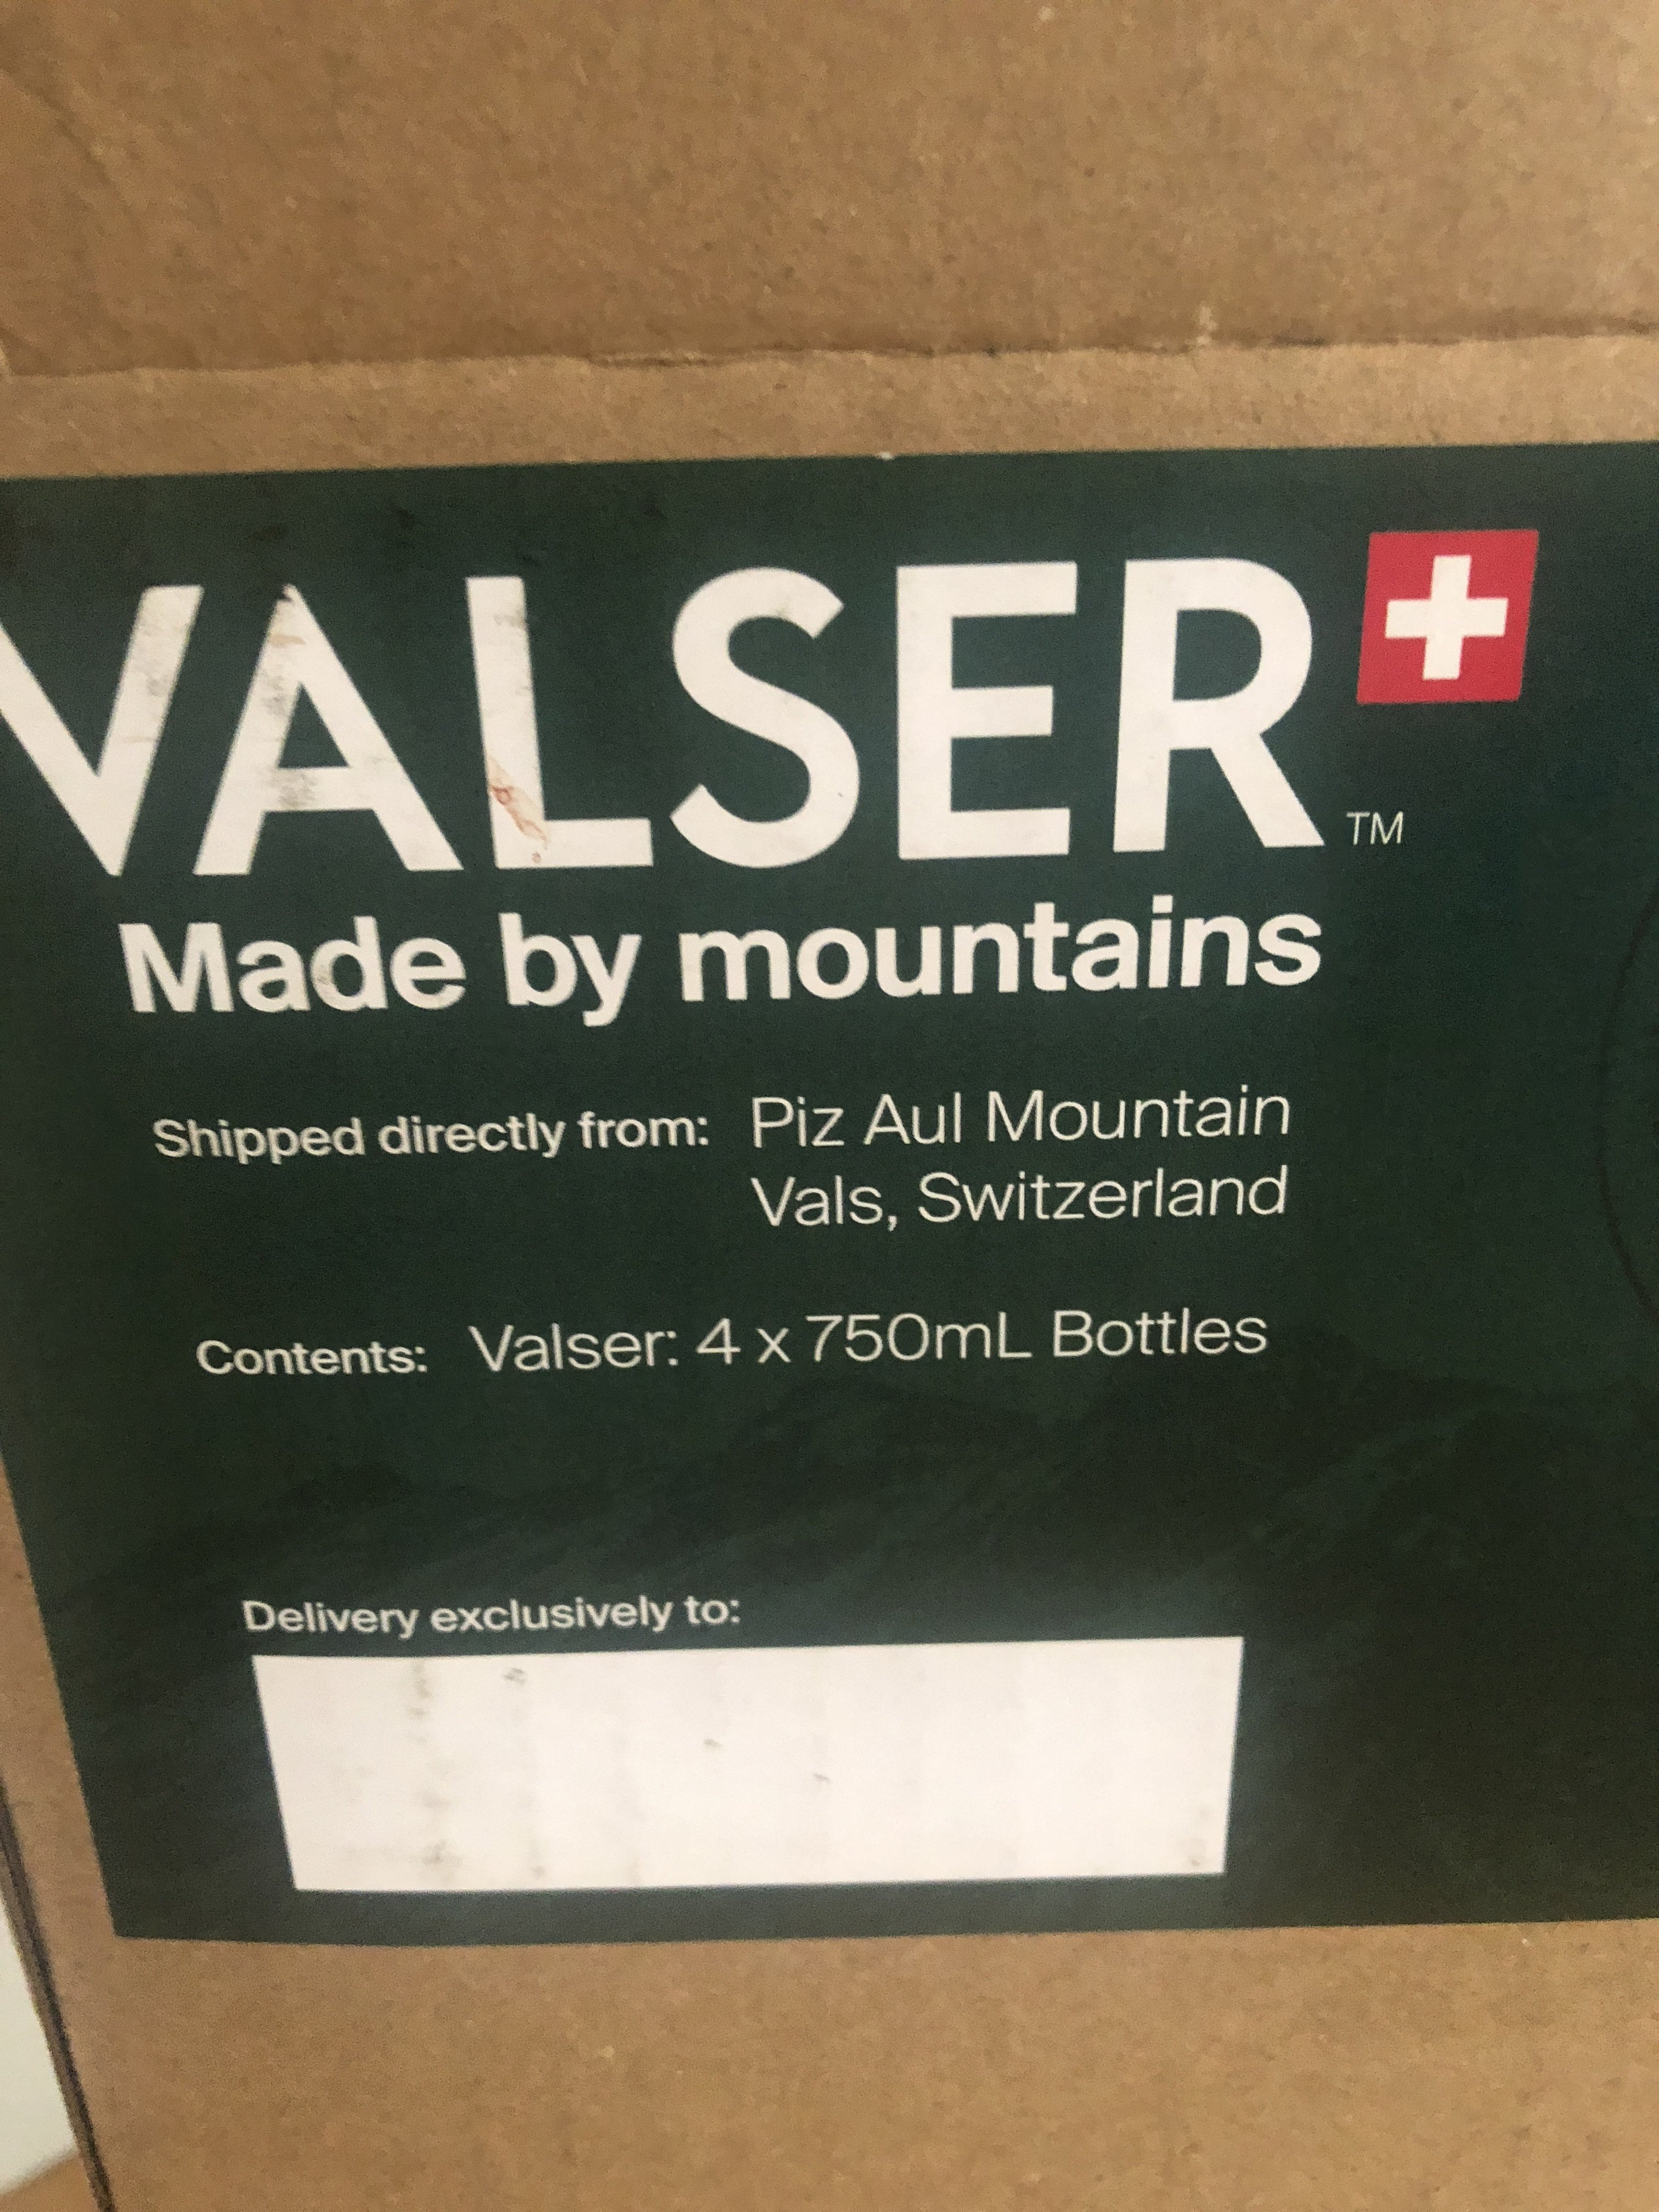 VALSER
TM
Made by mountains
Shipped directly from: Piz Aul Mountain
Vals, Switzerland
Contents: Valser: 4 x 750mL Bottles
Delivery exclusively to: